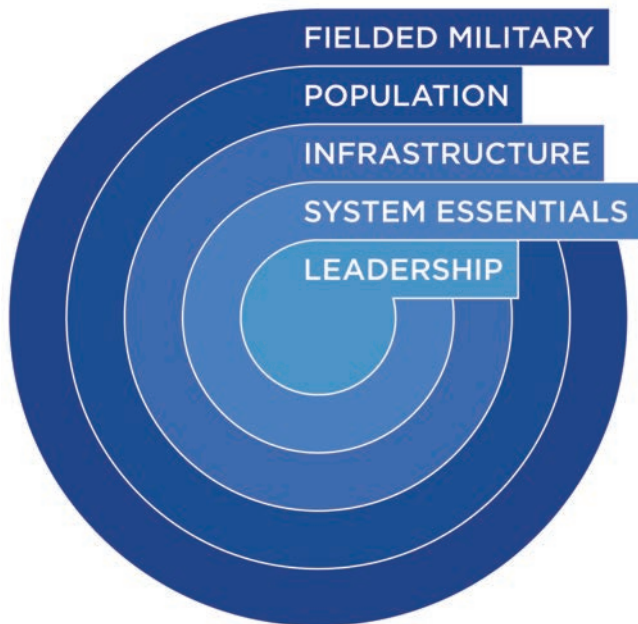 FIELDED MILITARY
POPULATION
INFRASTRUCTURE
SYSTEM ESSENTIALS
LEADERSHIP